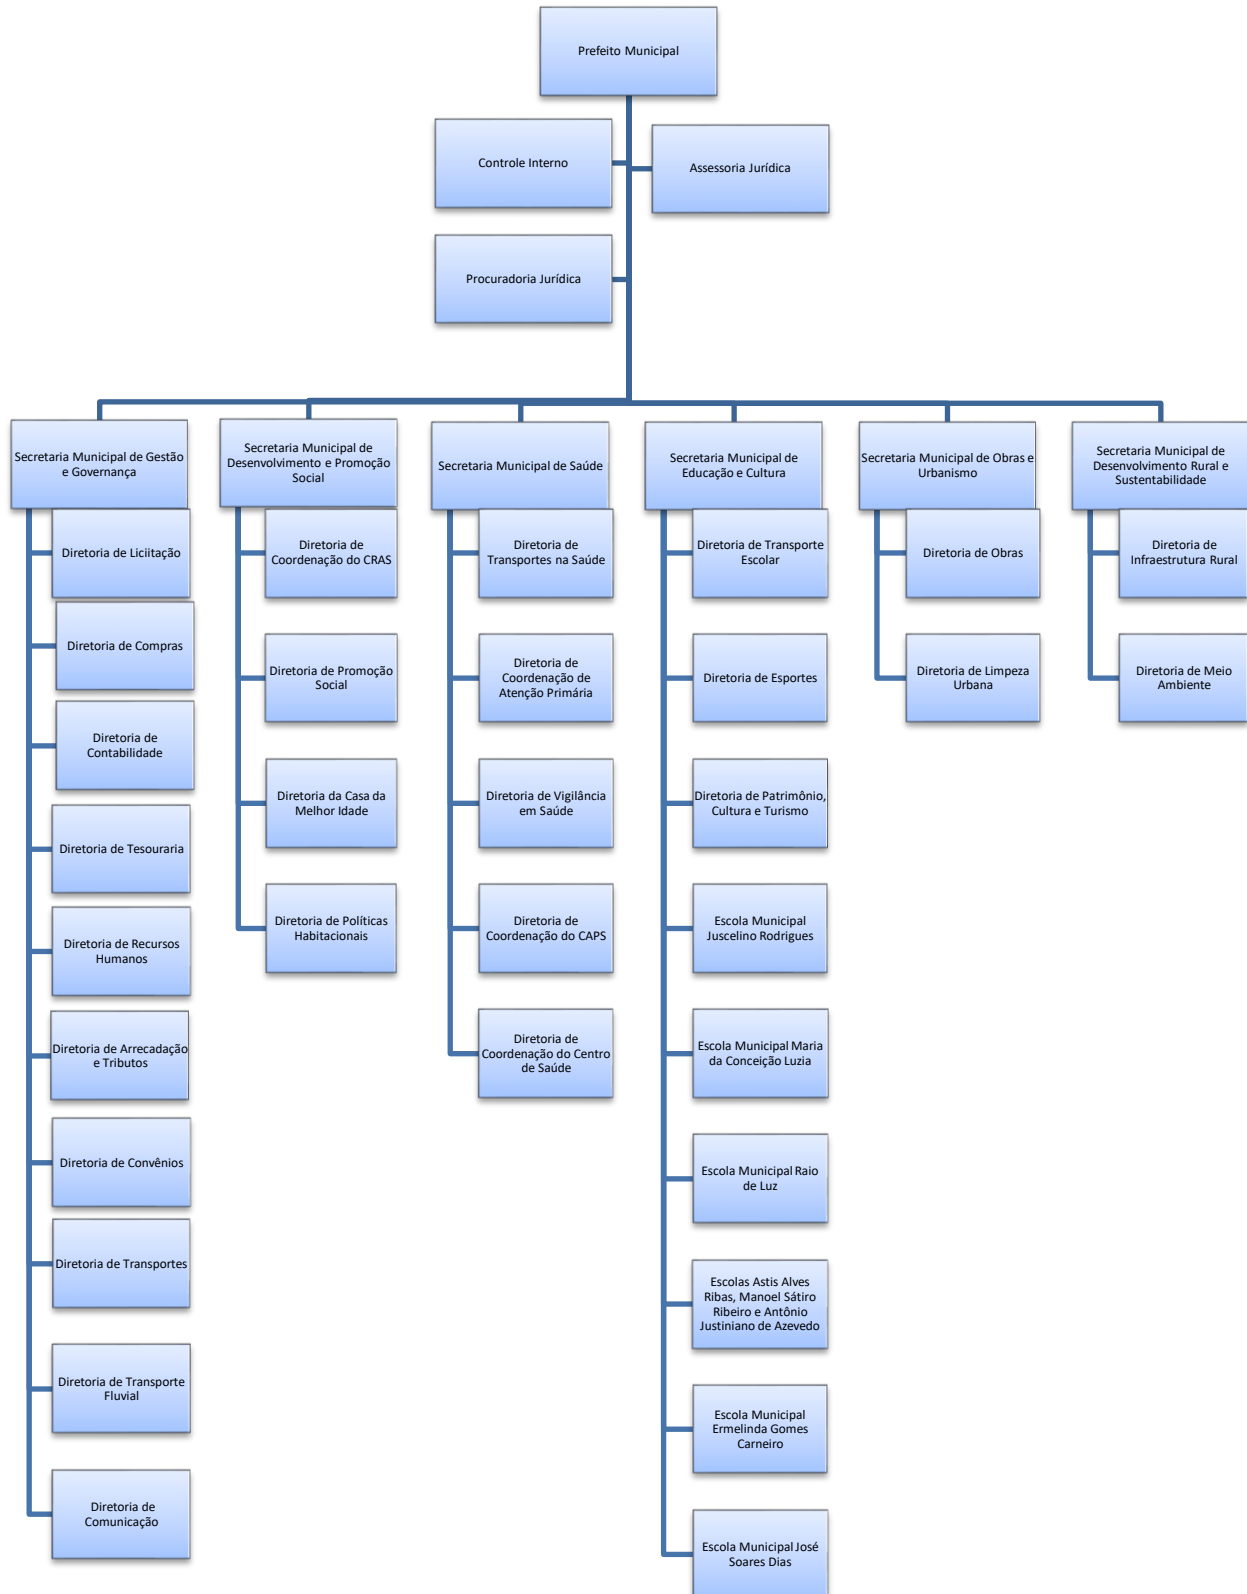 Prefeito Municipal
Controle Interno
Assessoria Jurídica
Procuradoria Jurídica
Secretaria Municipal de Gestão
e Governança
Diretoria de Liciitação
Diretoria de Compras
Diretoria de
Contabilidade
Diretoria de Tesouraria
Diretoria de Recursos
Humanos
Diretoria de Arrecadação
e Tributos
Diretoria de Convênios
Diretoria de Transportes
Diretoria de Transporte
Fluvial
Diretoria de
Comunicação
Secretaria Municipal de
Desenvolvimento e Promoção
Social
Diretoria de
Coordenação do CRAS
Diretoria de Promoção
Social
Diretoria da Casa da
Melhor Idade
Diretoria de Políticas
Habitacionais
Secretaria Municipal de Saúde
Diretoria de
Transportes na Saúde
Diretoria de
Coordenação de
Atenção Primária
Diretoria de Vigilância
em Saúde
Diretoria de
Coordenação do CAPS
Diretoria de
Coordenação do Centro
de Saúde
Secretaria Municipal de
Educação e Cultura
Diretoria de Transporte
Escolar
Diretoria de Esportes
Diretoria de Patrimônio,
Cultura e Turismo
Escola Municipal
Juscelino Rodrigues
Escola Municipal Maria
da Conceição Luzia
Escola Municipal Raio
de Luz
Escolas Astis Alves
Ribas, Manoel Sátiro
Ribeiro e Antônio
Justiniano de Azevedo
Escola Municipal
Ermelinda Gomes
Carneiro
Escola Municipal José
Soares Dias
Secretaria Municipal de Obras e
Urbanismo
Diretoria de Obras
Diretoria de Limpeza
Urbana
Secretaria Municipal de
Desenvolvimento Rural e
Sustentabilidade
Diretoria de
Infraestrutura Rural
Diretoria de Meio
Ambiente